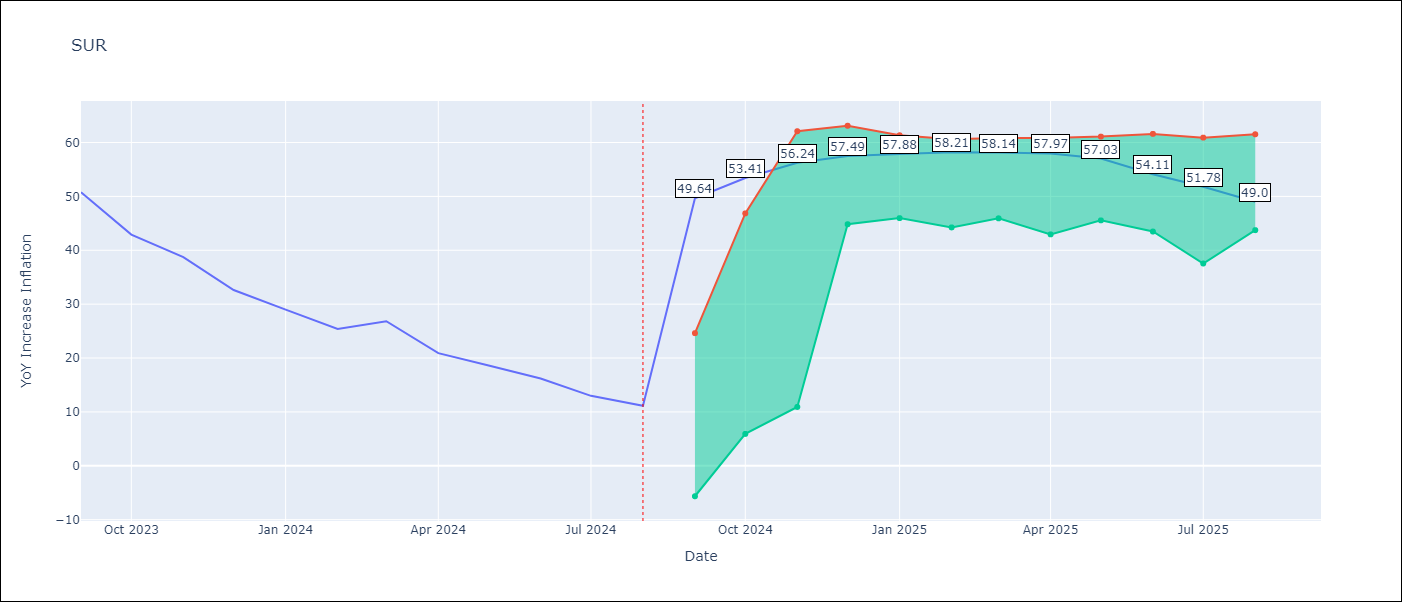 SUR
YoY Increase Inflation
60
50
40
30
20
10
0
−10
49.64
53.41
56.24
57.49
57.88
58.21
58.14
57.97
57.03
54.11
51.78
49.0
Oct 2023
Jan 2024
Apr 2024
Jul 2024
Oct 2024
Jan 2025
Apr 2025
Jul 2025
Date